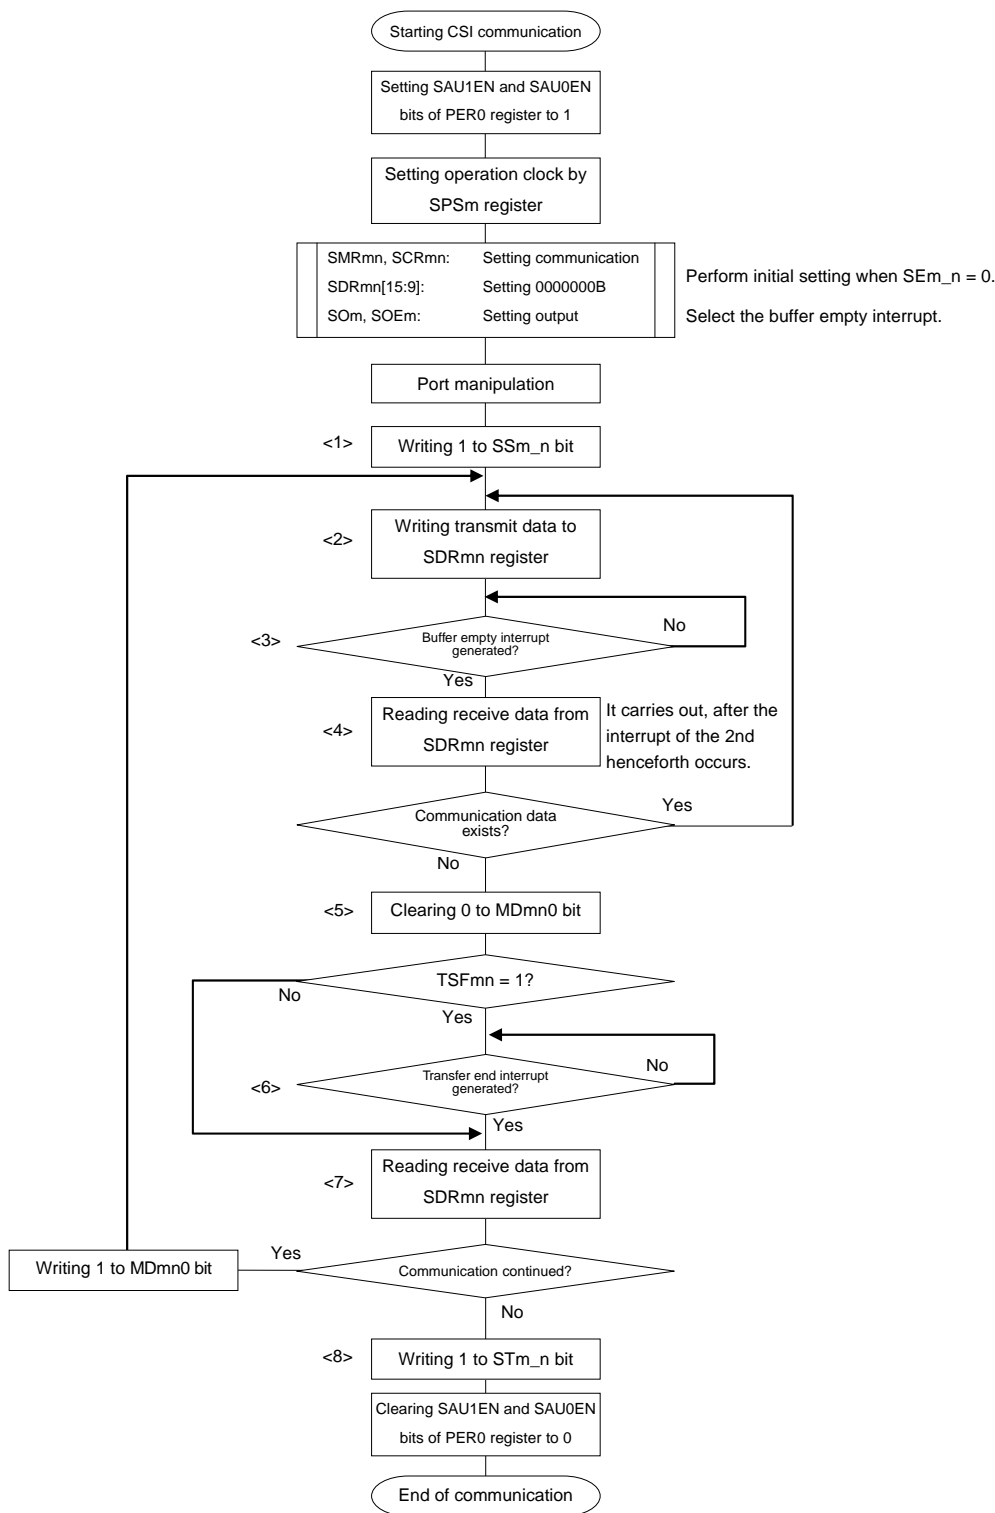 Starting CSI communication
Setting SAU1EN and SAU0EN
bits of PER0 register to 1
Setting operation clock by
SPSm register
SMRmn, SCRmn: Setting communication
SDRmn[15:9]: Setting 0000000B
SOm, SOEm: Setting output
Perform initial setting when SEm_n = 0.
Select the buffer empty interrupt.
Port manipulation
<1>
Writing 1 to SSm_n bit
<2>
Writing transmit data to
SDRmn register
<3>
Buffer empty interrupt
generated?
No
Yes
<4>
Reading receive data from
SDRmn register
It carries out, after the
interrupt of the 2nd
henceforth occurs.
Communication data
exists?
Yes
No
<5>
Clearing 0 to MDmn0 bit
TSFmn = 1?
No
Yes
<6>
Transfer end interrupt
generated?
No
Yes
<7>
Reading receive data from
SDRmn register
Writing 1 to MDmn0 bit
Yes
Communication continued?
No
<8>
Writing 1 to STm_n bit
Clearing SAU1EN and SAU0EN
bits of PER0 register to 0
End of communication